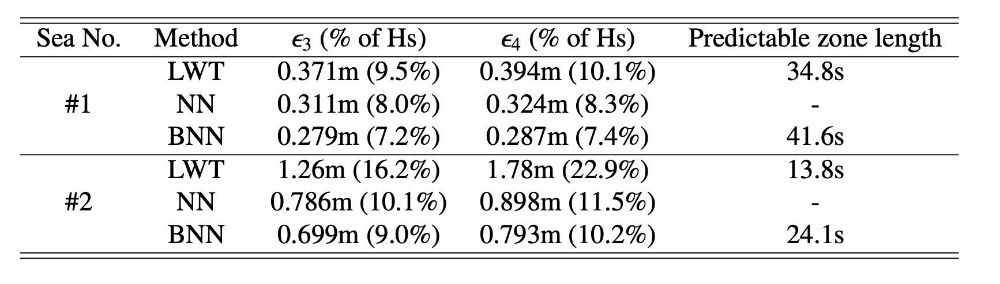 Sea No. Method ϵ3 (% of Hs) ϵ4 (% of Hs) Predictable zone length
LWT 0.371m (9.5%) 0.394m (10.1%) 34.8s
#1 NN 0.311m (8.0%) 0.324m (8.3%) -
BNN 0.279m (7.2%) 0.287m (7.4%) 41.6s
LWT 1.26m (16.2%) 1.78m (22.9%) 13.8s
#2 NN 0.786m (10.1%) 0.898m (11.5%) -
BNN 0.699m (9.0%) 0.793m (10.2%) 24.1s